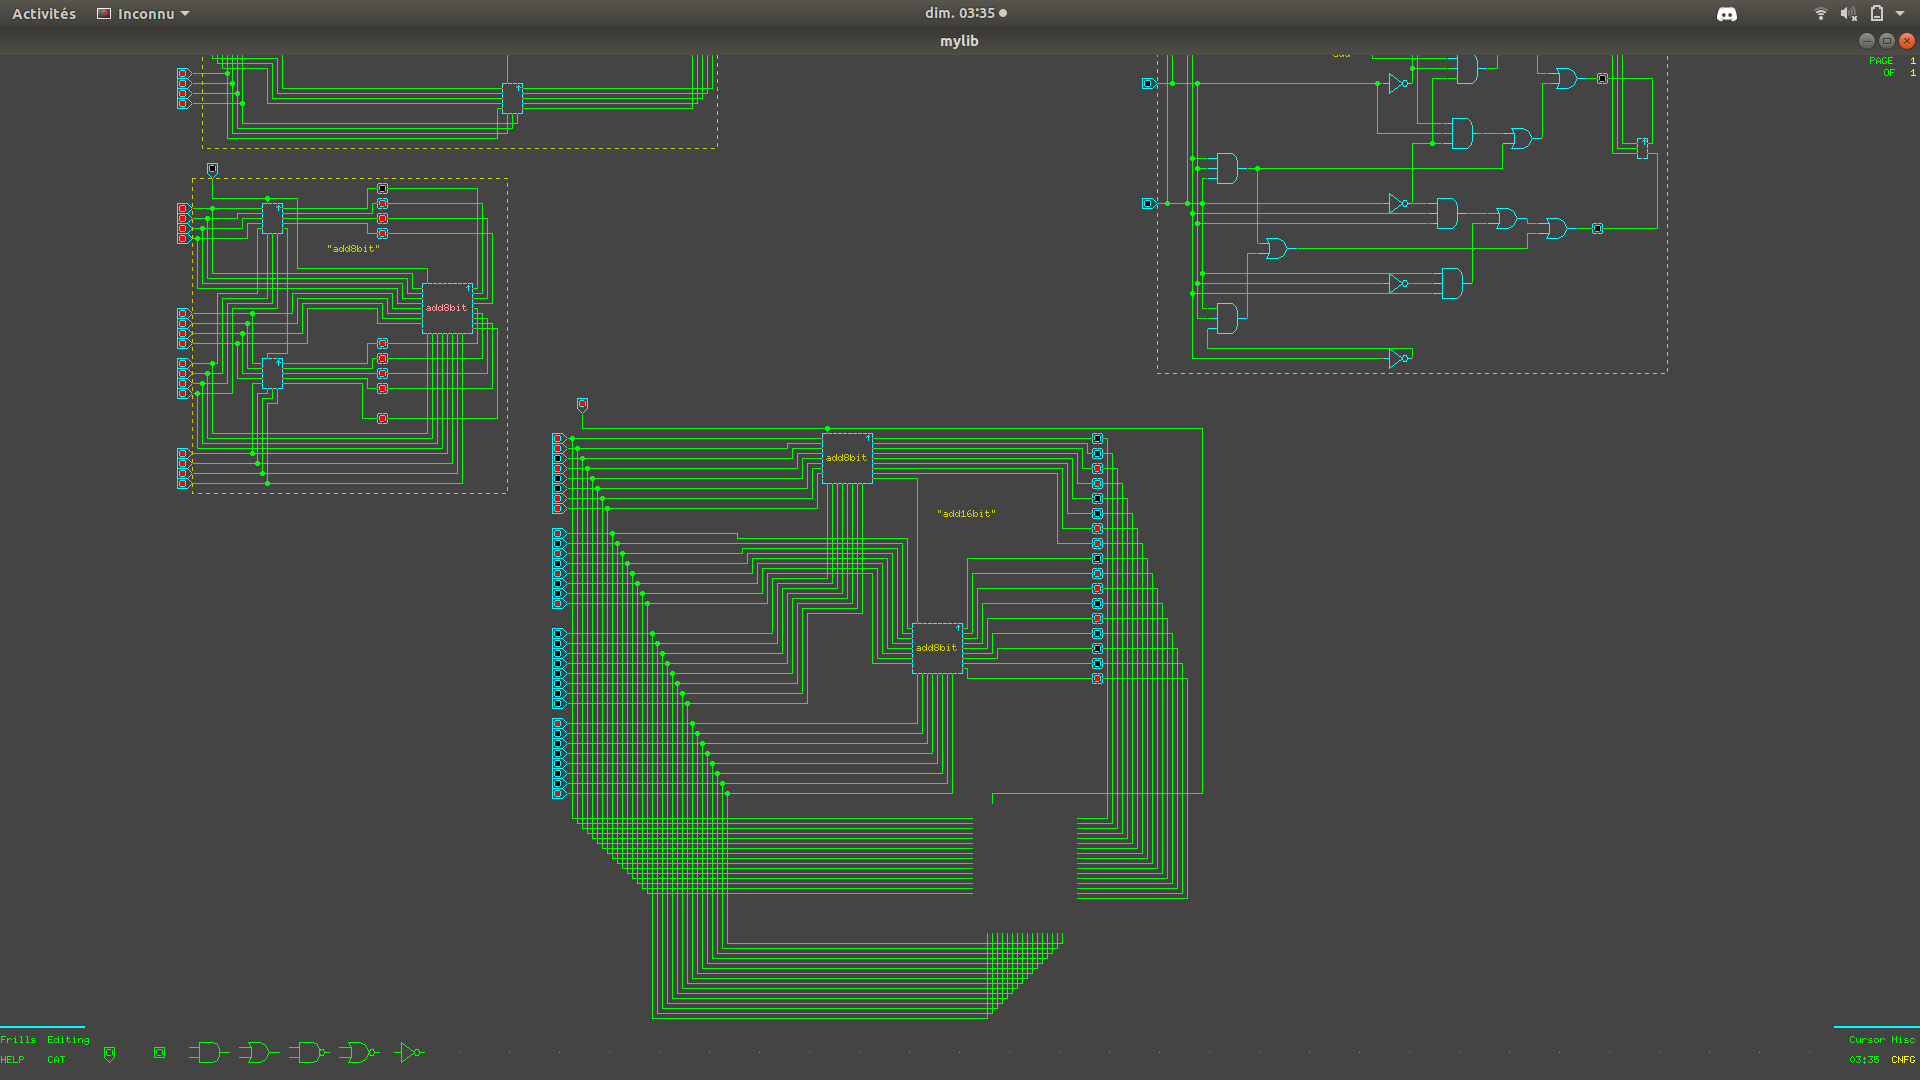 Activités Inconnu dim. 03:35
mylib
PAGE 1
OF 1
"add8bit"
add8bit
add8bit
"add16bit"
add8bit
Frills Editing
HELP CAT
Cursor Misc
03:35 CNFG